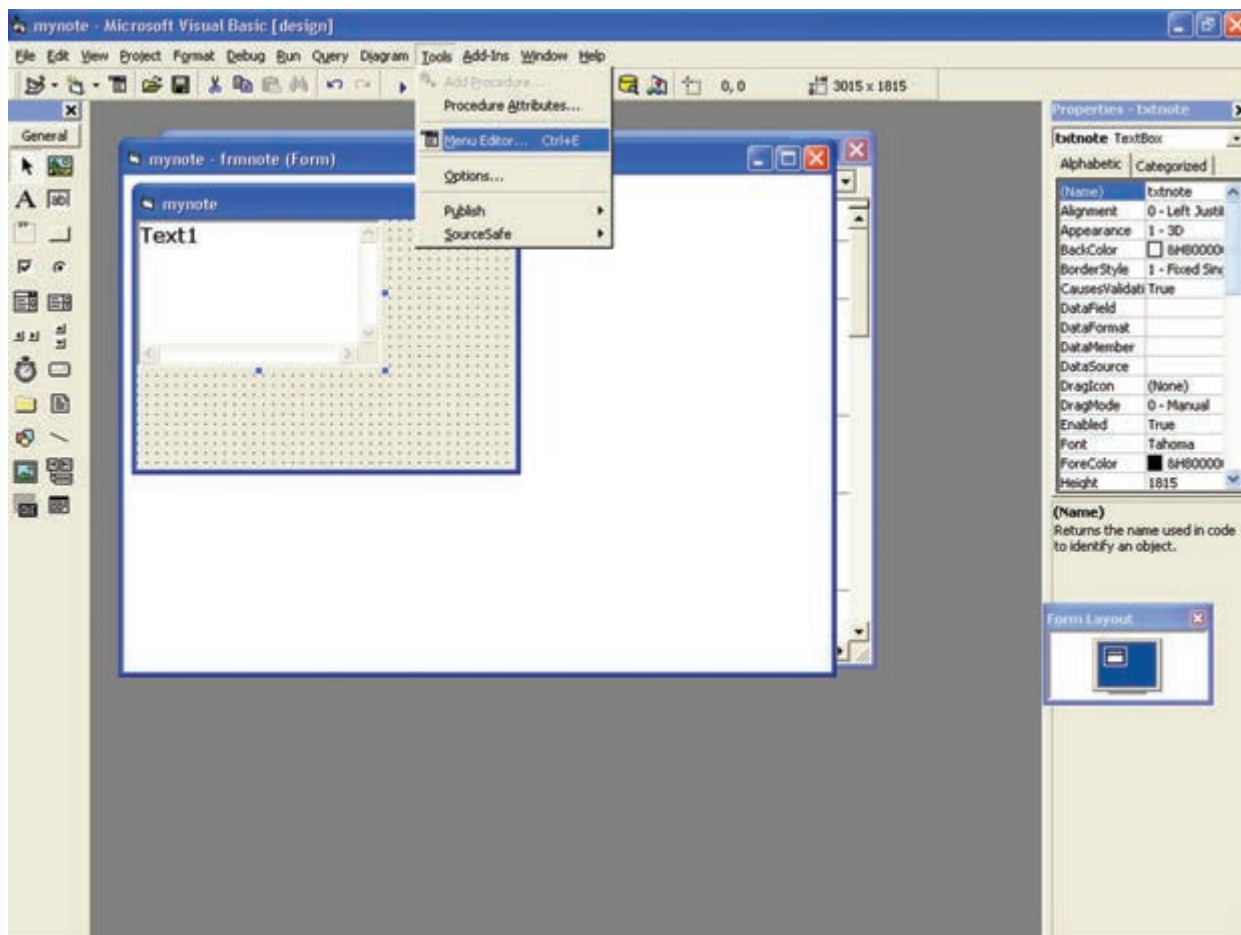 mynote - Microsoft Visual Basic [design]
File Edit View Project Format Debug Run Query Diagram Tools Add-Ins Window Help
Add Procedure...
0, 0
3015 x 1815
Procedure Attributes...
Menu Editor... Ctrl+E
Options...
Publish
SourceSafe
General
mynote - frmnote (Form)
mynote
Text1
Properties - txtnote
txtnote TextBox
Alphabetic Categorized
(Name) txtnote
Alignment 0 - Left Justif
Appearance 1 - 3D
BackColor &H80000
BorderStyle 1 - Fixed Sing
CausesValidati True
DataField
DataFormat
DataMember
DataSource
DragIcon (None)
DragMode 0 - Manual
Enabled True
Font Tahoma
ForeColor &H80000
Height 1815
(Name)
Returns the name used in code
to identify an object.
Form Layout